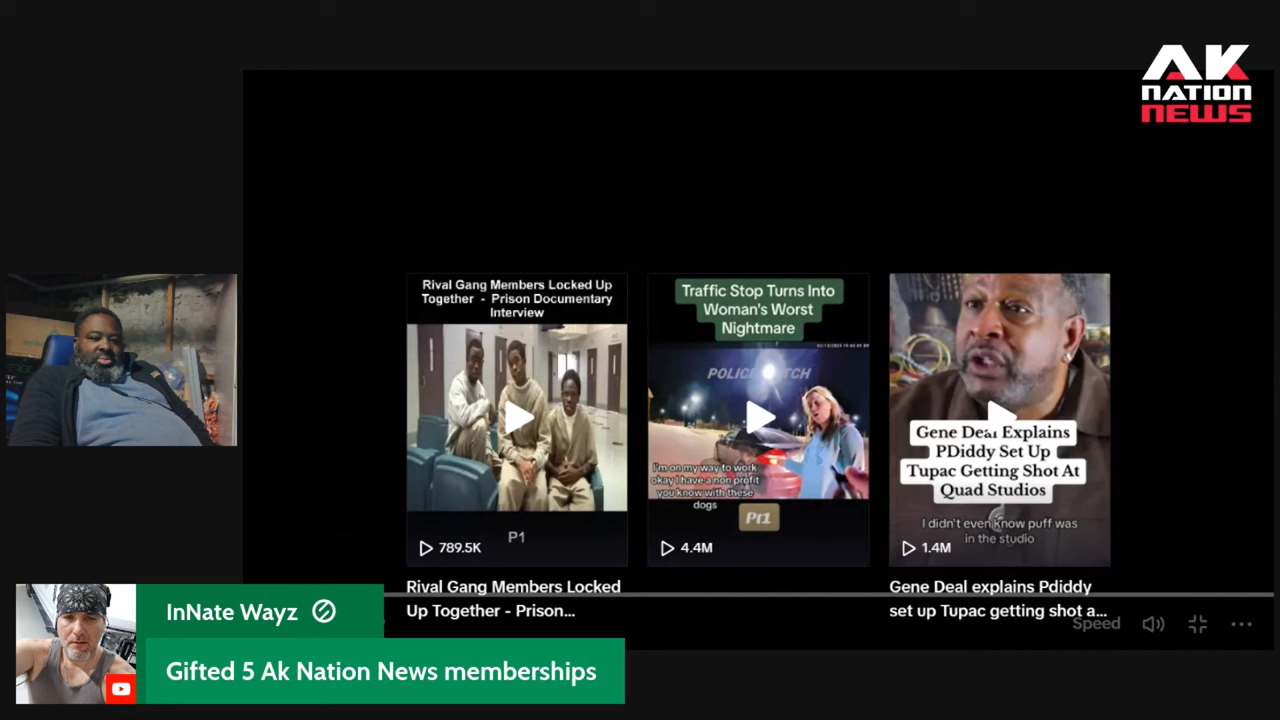 AK
NATION
NEWS
Rival Gang Members Locked Up
Together - Prison Documentary
Interview
P1
789.5K
Rival Gang Members Locked
Up Together - Prison...
Traffic Stop Turns Into
Woman's Worst
Nightmare
I'm on my way to work
okay I have a non profit
you know with these
dogs
Pt1
4.4M
Gene Deal Explains
PDiddy Set Up
Tupac Getting Shot At
Quad Studios
I didn't even know puff was
in the studio
1.4M
Gene Deal explains Pdiddy
set up Tupac getting shot a...
Speed
InNate Wayz
Gifted 5 Ak Nation News memberships